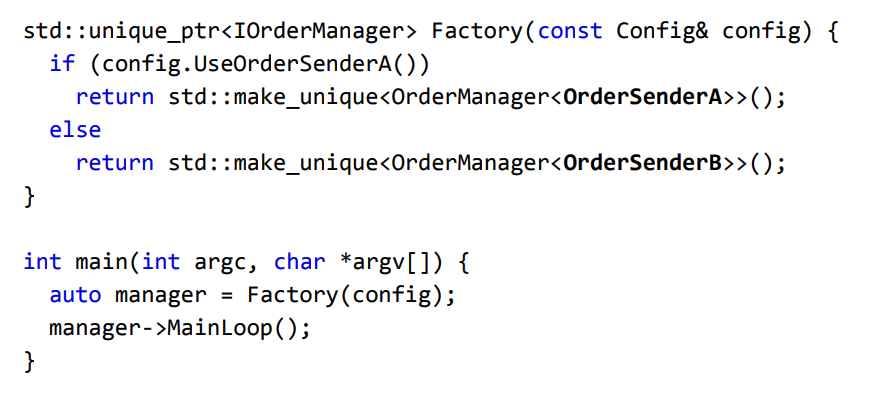 std::unique_ptr<IOrderManager> Factory(const Config& config) {
  if (config.UseOrderSenderA())
    return std::make_unique<OrderManager<OrderSenderA>>();
  else
    return std::make_unique<OrderManager<OrderSenderB>>();
}

int main(int argc, char *argv[]) {
  auto manager = Factory(config);
  manager->MainLoop();
}